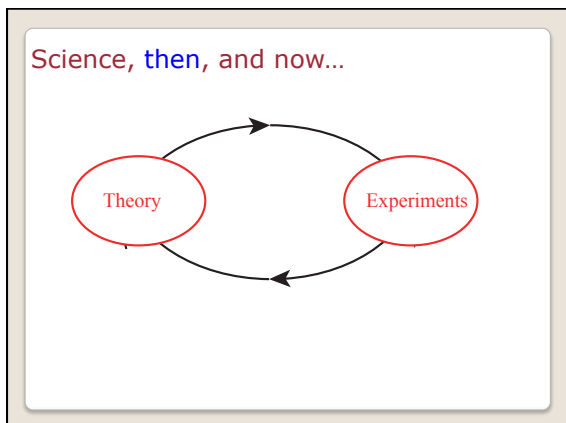 Science, then, and now…
Theory
Experiments